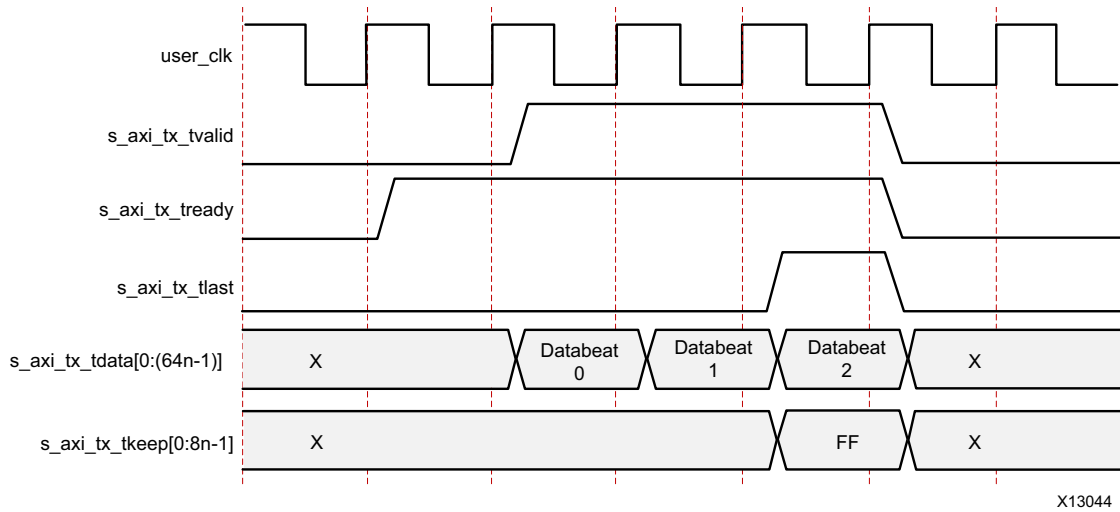 user_clk
s_axi_tx_tvalid
s_axi_tx_tready
s_axi_tx_tlast
s_axi_tx_tdata[0:(64n-1)]
X
Databeat
0
Databeat
1
Databeat
2
X
s_axi_tx_tkeep[0:8n-1]
X
FF
X
X13044